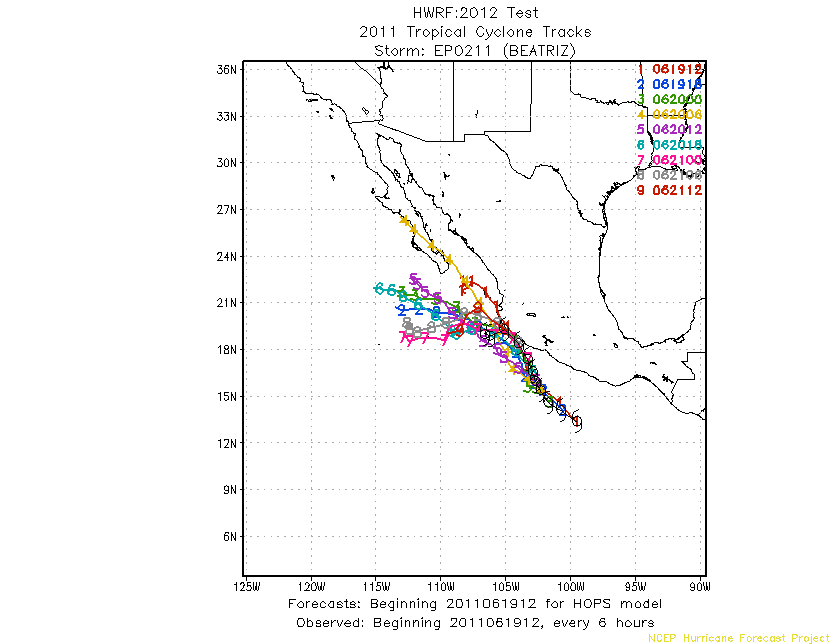 HWRF:2012 Test
2011 Tropical Cyclone Tracks
Storm: EP0211 (BEATRIZ)
36N
33N
30N
27N
24N
21N
18N
15N
12N
9N
6N
1 061912
2 061918
3 062000
4 062006
5 062012
6 062018
7 062100
8 062106
9 062112
125W 120W 115W 110W 105W 100W 95W 90W
Forecasts: Beginning 2011061912 for HOPS model
Observed: Beginning 2011061912, every 6 hours
NCEP Hurricane Forecast Project